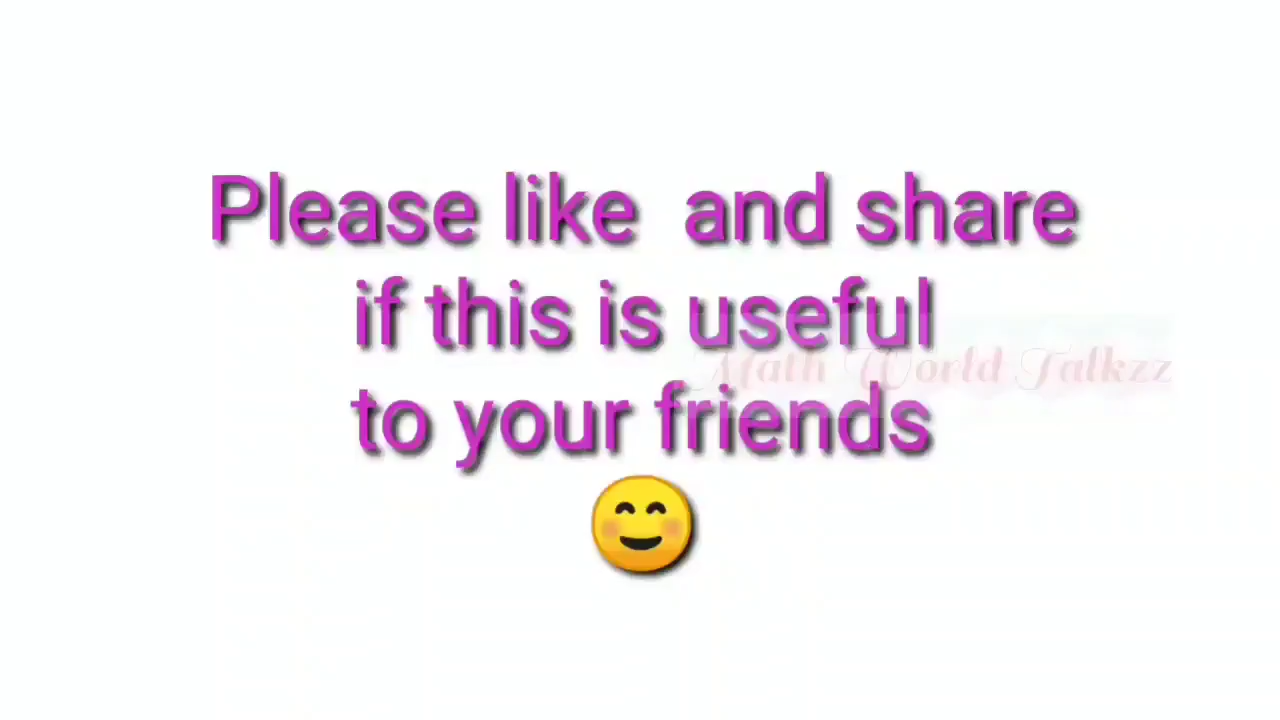 Please like  and share
if this is useful
Math World Talkzz
to your friends
😊